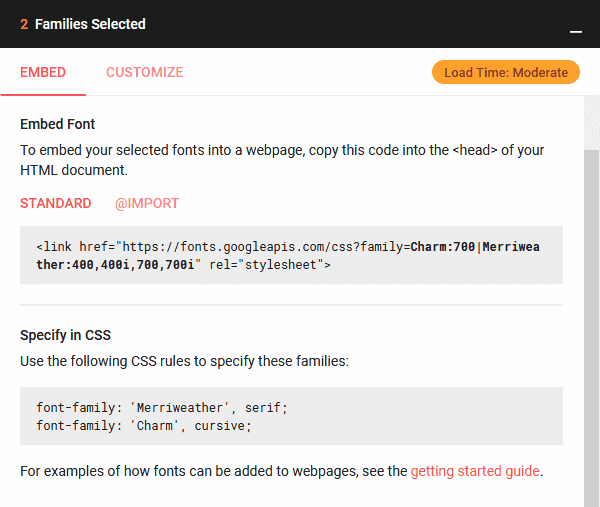 2 Families Selected
EMBED CUSTOMIZE Load Time: Moderate
Embed Font
To embed your selected fonts into a webpage, copy this code into the <head> of your
HTML document.
STANDARD @IMPORT
<link href="https://fonts.googleapis.com/css?family=Charm:700|Merriwea
ther:400,400i,700,700i" rel="stylesheet">
Specify in CSS
Use the following CSS rules to specify these families:
font-family: 'Merriweather', serif;
font-family: 'Charm', cursive;
For examples of how fonts can be added to webpages, see the getting started guide.